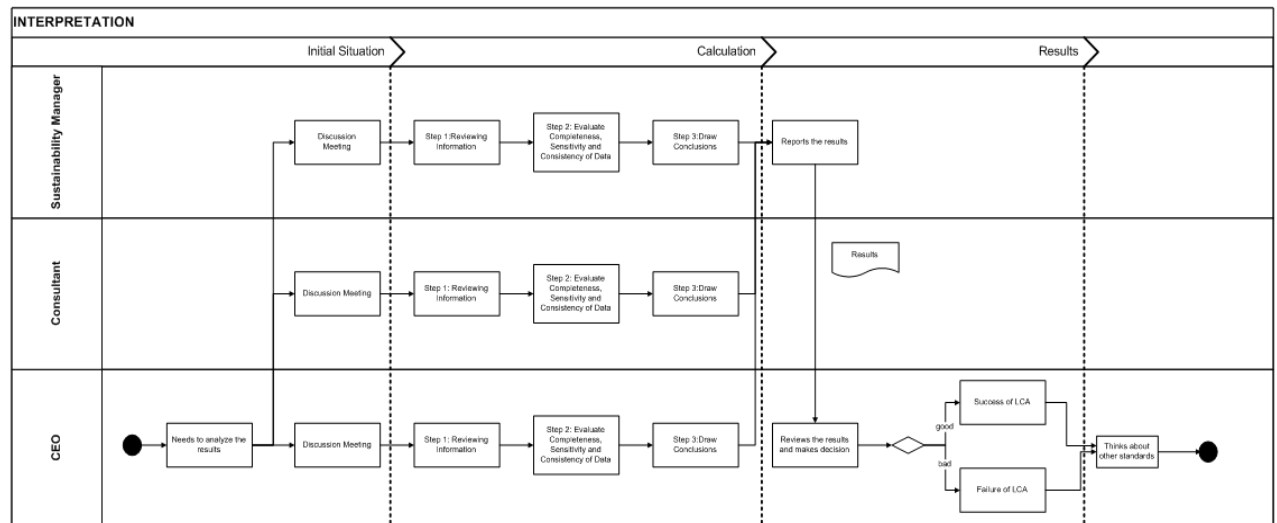 INTERPRETATION
Initial Situation
Calculation
Results
Sustainability Manager
Discussion
Meeting
Step 1:Reviewing
Information
Step 2: Evaluate
Completeness,
Sensitivity and
Consistency of Data
Step 3:Draw
Conclusions
Reports the results
Consultant
Discussion Meeting
Step 1: Reviewing
Information
Step 2: Evaluate
Completeness,
Sensitivity and
Consistency of Data
Step 3:Draw
Conclusions
Results
CEO
Needs to analyze the
results
Discussion Meeting
Step 1: Reviewing
Information
Step 2: Evaluate
Completeness,
Sensitivity and
Consistency of Data
Step 3:Draw
Conclusions
Reviews the results
and makes decision
good
bad
Success of LCA
Failure of LCA
Thinks about
other standards